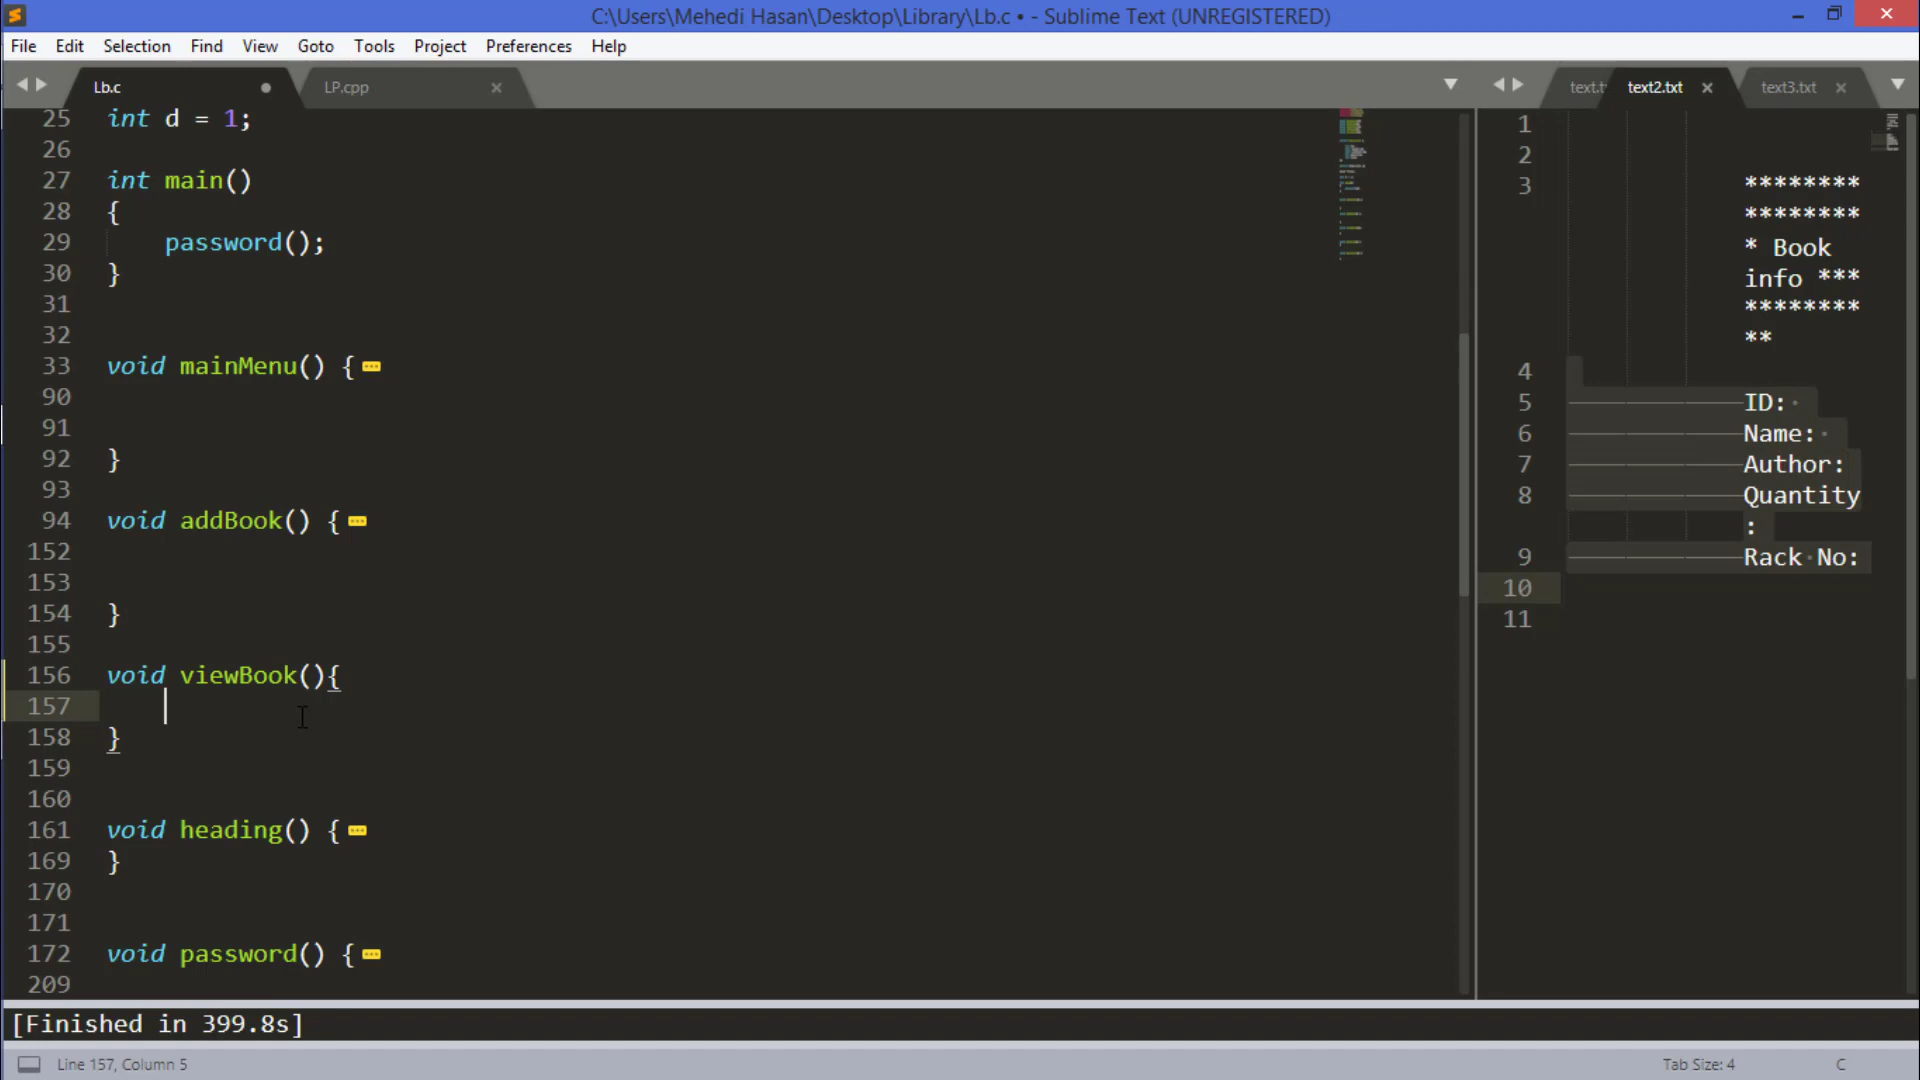 C:\Users\Mehedi Hasan\Desktop\Library\Lb.c • - Sublime Text (UNREGISTERED)
File Edit Selection Find View Goto Tools Project Preferences Help
Lb.c LP.cpp
25 int d = 1;
26
27 int main()
28 {
29 password();
30 }
31
32
33 void mainMenu() {
90
91
92 }
93
94 void addBook() {
152
153
154 }
155
156 void viewBook(){
157
158 }
159
160
161 void heading() {
169 }
170
171
172 void password() {
209
text.t text2.txt text3.txt
1
2
3 ********
********
* Book
info ***
********
**
4
5 ID:
6 Name:
7 Author:
8 Quantity
:
9 Rack No:
10
11
[Finished in 399.8s]
Line 157, Column 5 Tab Size: 4 C